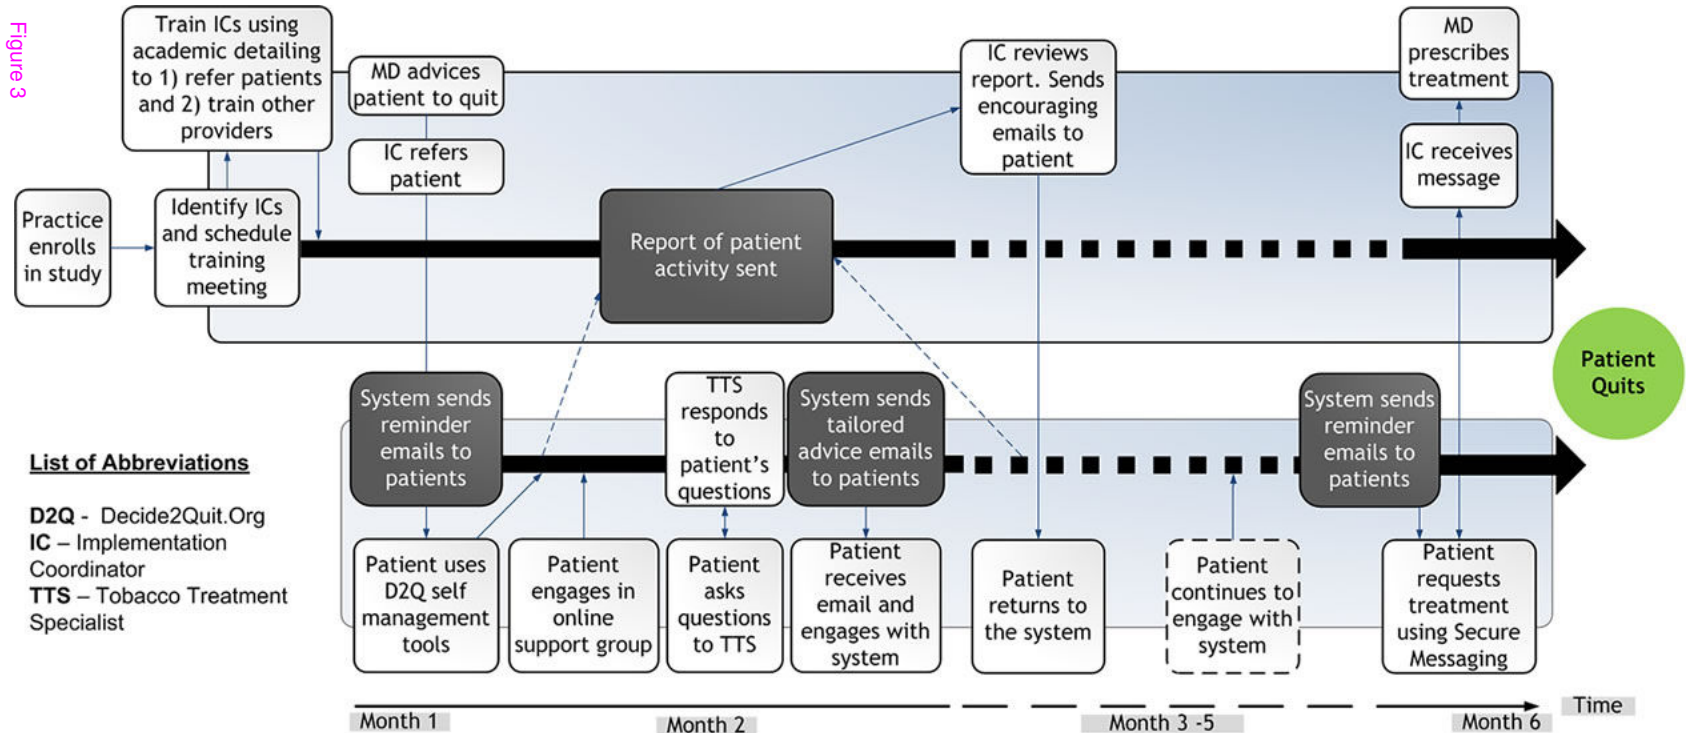 Figure 3
Train ICs using
academic detailing
to 1) refer patients
and 2) train other
providers
MD advices
patient to quit
IC refers
patient
IC reviews
report. Sends
encouraging
emails to
patient
MD
prescribes
treatment
IC receives
message
Practice
enrolls
in study
Identify ICs
and schedule
training
meeting
Report of patient
activity sent
Patient
Quits
System sends
reminder
emails to
patients
TTS
responds
to
patient's
questions
System sends
tailored
advice emails
to patients
System sends
reminder
emails to
patients
List of Abbreviations
D2Q - Decide2Quit.Org
IC – Implementation
Coordinator
TTS – Tobacco Treatment
Specialist
Patient uses
D2Q self
management
tools
Patient
engages in
online
support group
Patient
asks
questions
to TTS
Patient
receives
email and
engages with
system
Patient
returns to
the system
Patient
continues to
engage with
system
Patient
requests
treatment
using Secure
Messaging
Month 1
Month 2
Month 3 -5
Month 6
Time